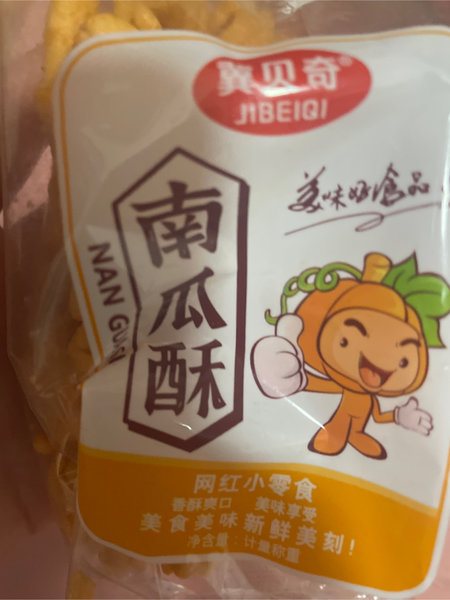 冀贝奇®
JIBEIQI
美味好食品
南瓜酥
NAN GUA
网红小零食
香酥爽口 美味享受
美食美味新鲜美刻!
净含量:计量称重